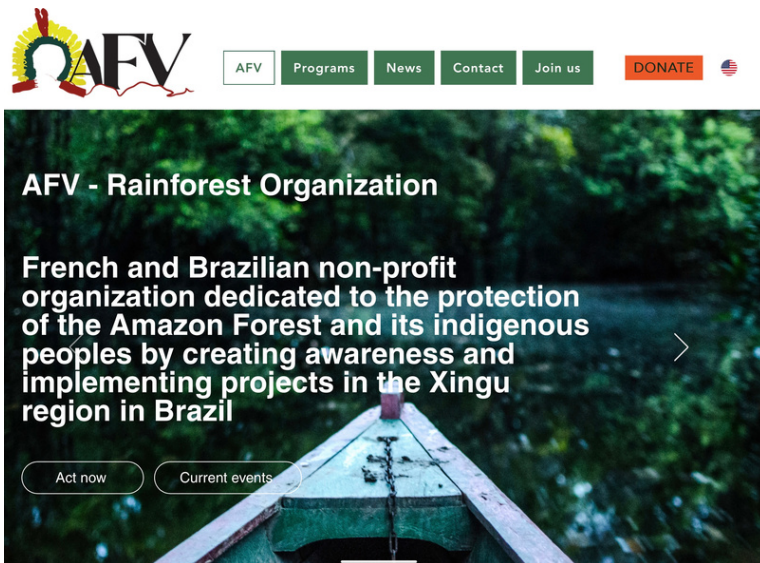 AFV
AFV
Programs
News
Contact
Join us
DONATE
AFV - Rainforest Organization
French and Brazilian non-profit
organization dedicated to the protection
of the Amazon Forest and its indigenous
peoples by creating awareness and
implementing projects in the Xingu
region in Brazil
Act now
Current events